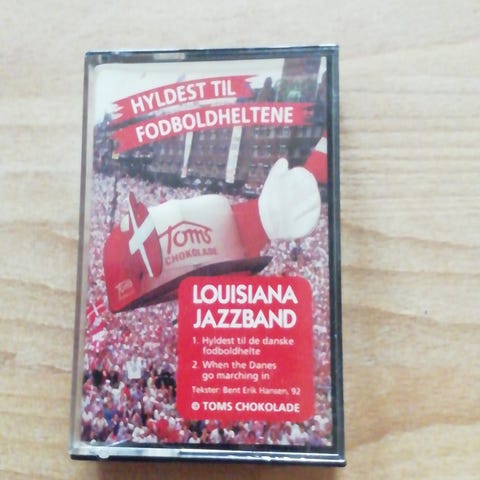 HYLDEST TIL
FODBOLDHELTENE
Toms
CHOKOLADE
Toms
LOUISIANA
JAZZBAND
1. Hyldest til de danske
fodboldhelte
2. When the Danes
go marching in
Tekster: Bent Erik Hansen, 92
© TOMS CHOKOLADE